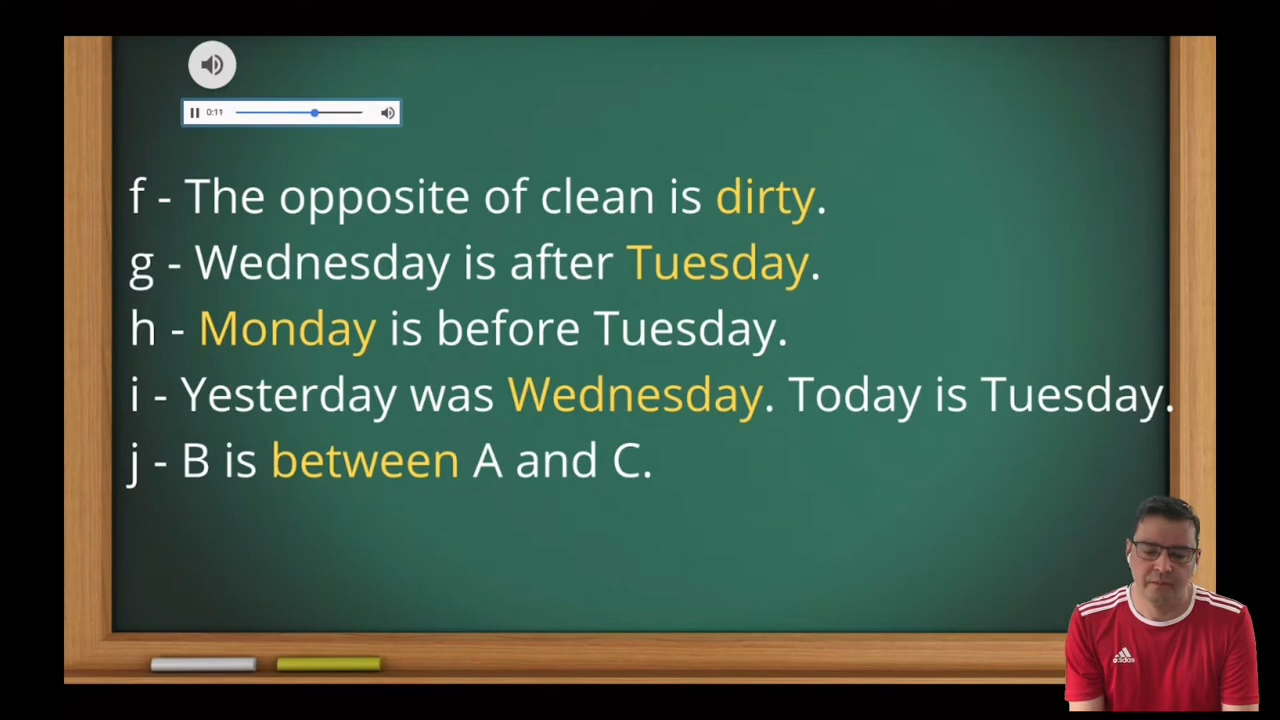 0:11
f - The opposite of clean is dirty.
g - Wednesday is after Tuesday.
h - Monday is before Tuesday.
i - Yesterday was Wednesday. Today is Tuesday.
j - B is between A and C.
adidas